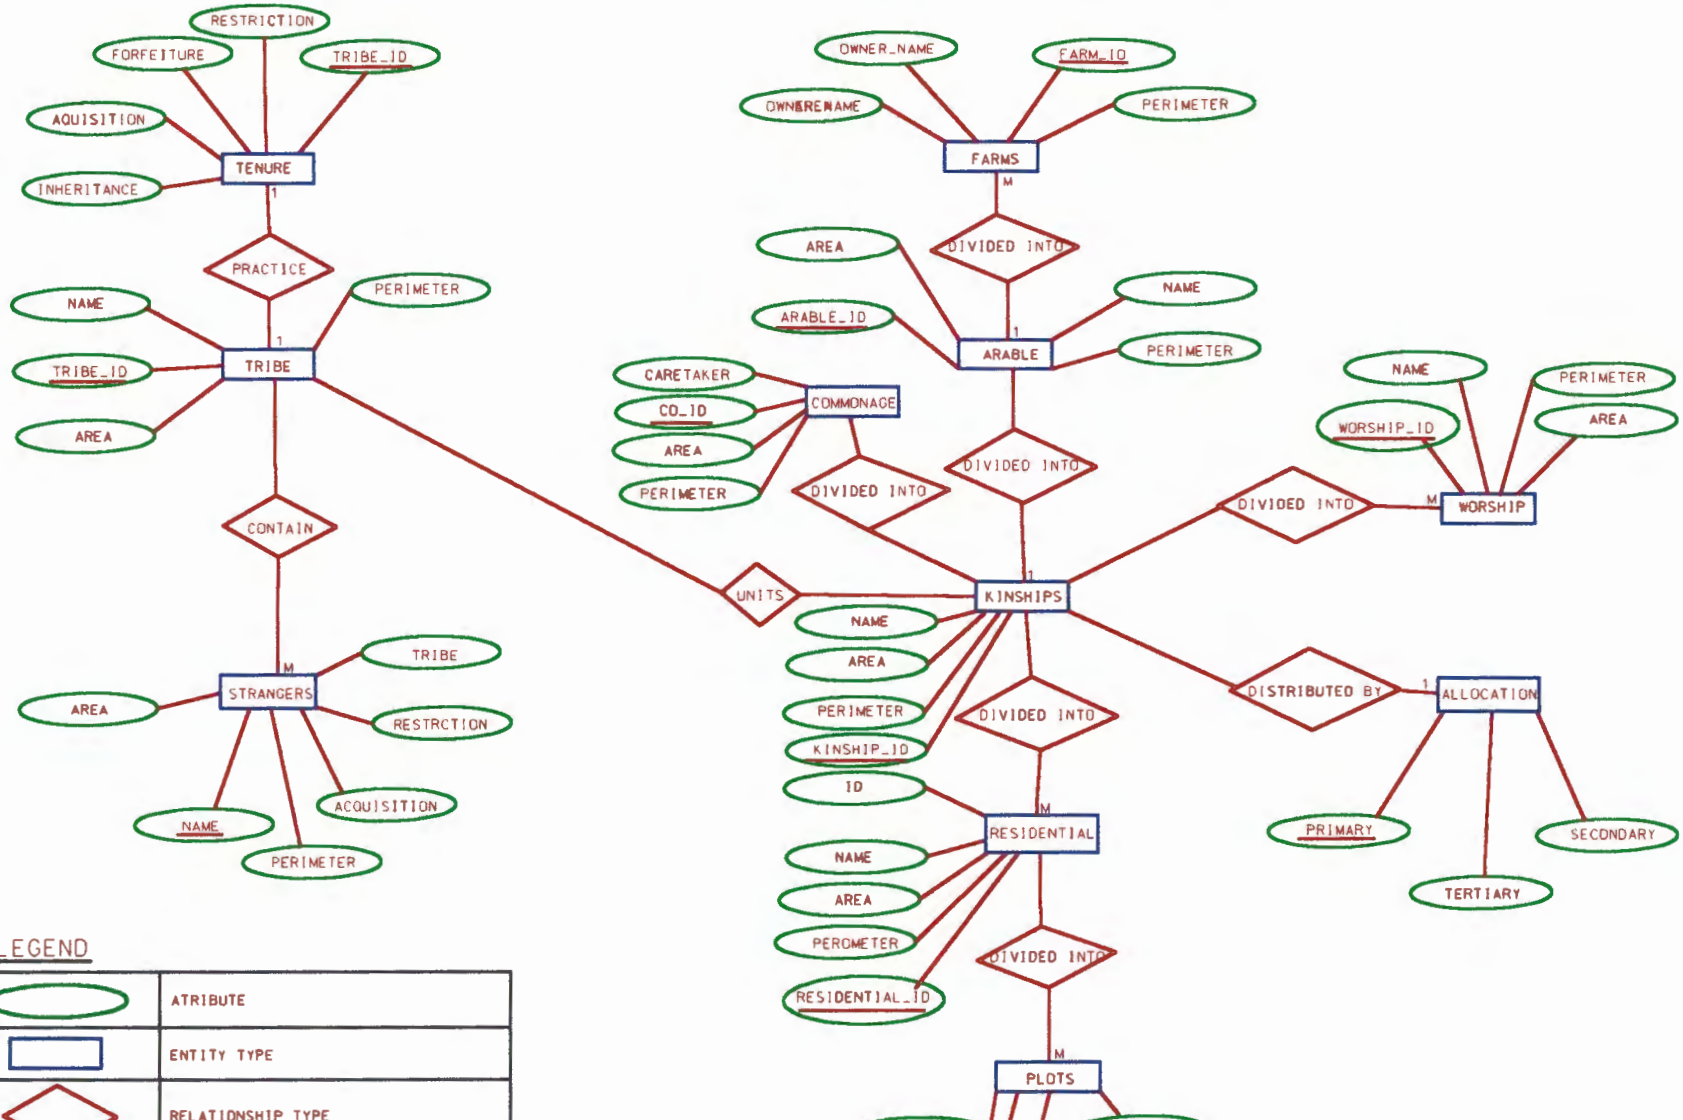 RESTRICTION
FORFEITURE
TRIBE_ID
AQUISITION
INHERITANCE
TENURE
1
PRACTICE
NAME
PERIMETER
1
TRIBE_ID
TRIBE
AREA
CONTAIN
M
TRIBE
STRANGERS
AREA
RESTRCTION
ACQUISITION
NAME
PERIMETER
OWNER_NAME
FARM_ID
PERIMETER
FARMS
M
DIVIDED INTO
AREA
NAME
ARABLE_ID
1
ARABLE
PERIMETER
CARETAKER
COMMONAGE
CO_ID
AREA
PERIMETER
DIVIDED INTO
DIVIDED INTO
NAME
PERIMETER
WORSHIP_ID
AREA
DIVIDED INTO
M
WORSHIP
UNITS
1
KINSHIPS
NAME
AREA
PERIMETER
KINSHIP_ID
DIVIDED INTO
DISTRIBUTED BY
1
ALLOCATION
PRIMARY
SECONDARY
TERTIARY
ID
M
RESIDENTIAL
NAME
AREA
PEROMETER
RESIDENTIAL_ID
DIVIDED INTO
M
PLOTS
LEGEND
ATRIBUTE
ENTITY TYPE
RELATIONSHIP TYPE